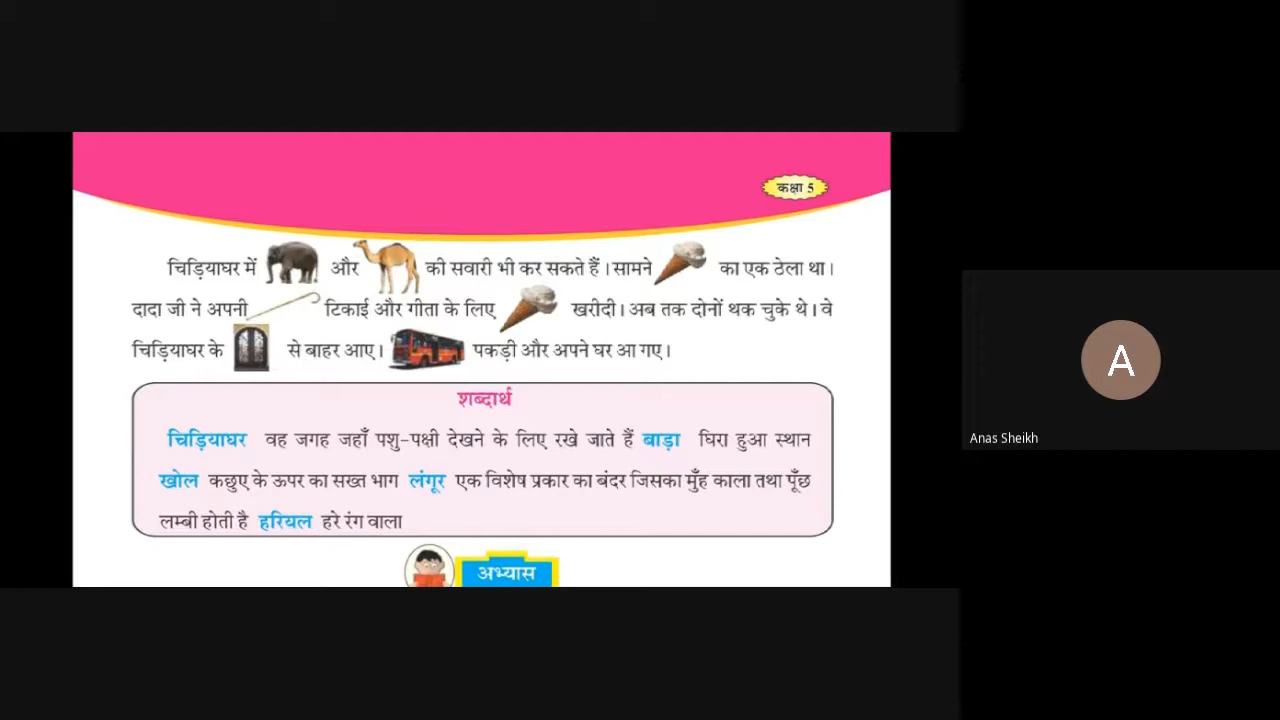 कक्षा 5
चिड़ियाघर में और की सवारी भी कर सकते हैं। सामने का एक ठेला था।
दादा जी ने अपनी टिकाई और गीता के लिए खरीदी। अब तक दोनों थक चुके थे। वे
चिड़ियाघर के से बाहर आए। पकड़ी और अपने घर आ गए।
शब्दार्थ
चिड़ियाघर वह जगह जहाँ पशु-पक्षी देखने के लिए रखे जाते हैं बाड़ा घिरा हुआ स्थान
खोल कछुए के ऊपर का सख्त भाग लंगूर एक विशेष प्रकार का बंदर जिसका मुँह काला तथा पूँछ
लम्बी होती है हरियल हरे रंग वाला
अभ्यास
A
Anas Sheikh